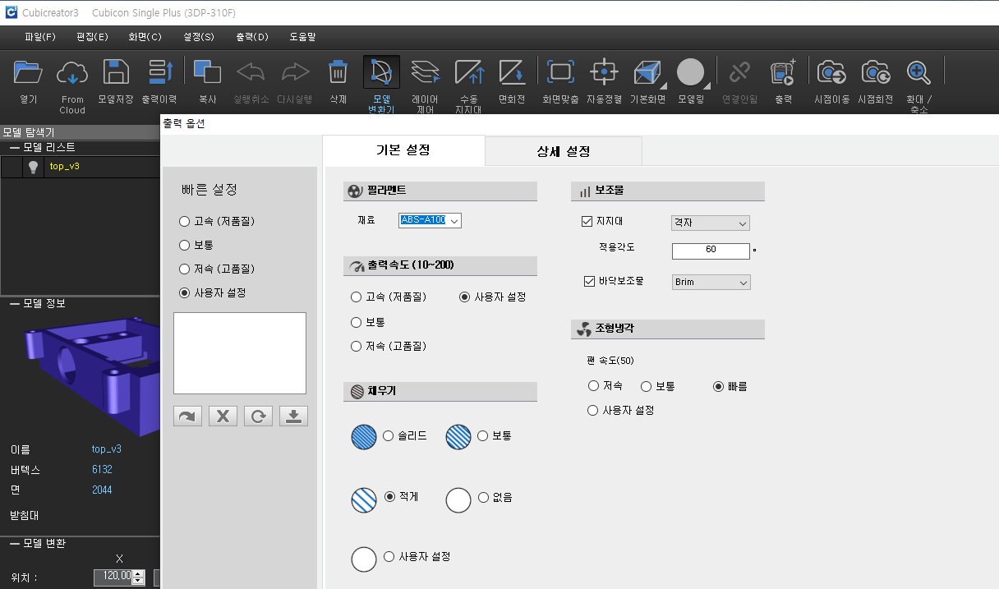 Cubicreator3 Cubicon Single Plus (3DP-310F)
파일(F) 편집(E) 화면(C) 설정(S) 출력(D) 도움말
열기 From Cloud 모델저장 출력이력 복사 실행취소 다시실행 삭제 모델 변환기 레이어 제어 수동 지지대 면회전 화면맞춤 자동정렬 기본화면 모델링 연결안됨 출력 시점이동 시점회전 확대 / 축소
모델 탐색기
모델 리스트
top_v3
모델 정보
이름 top_v3
버텍스 6132
면 2044
받침대
모델 변환
X
위치 : 120,00
출력 옵션
기본 설정 상세 설정
빠른 설정
고속 (저품질)
보통
저속 (고품질)
사용자 설정
필라멘트
재료 ABS-A100
출력속도 (10~200)
고속 (저품질) 사용자 설정
보통
저속 (고품질)
채우기
솔리드 보통
적게 없음
사용자 설정
보조물
지지대 격자
적용각도 60 °
바닥보조물 Brim
조형냉각
팬 속도(50)
저속 보통 빠름
사용자 설정